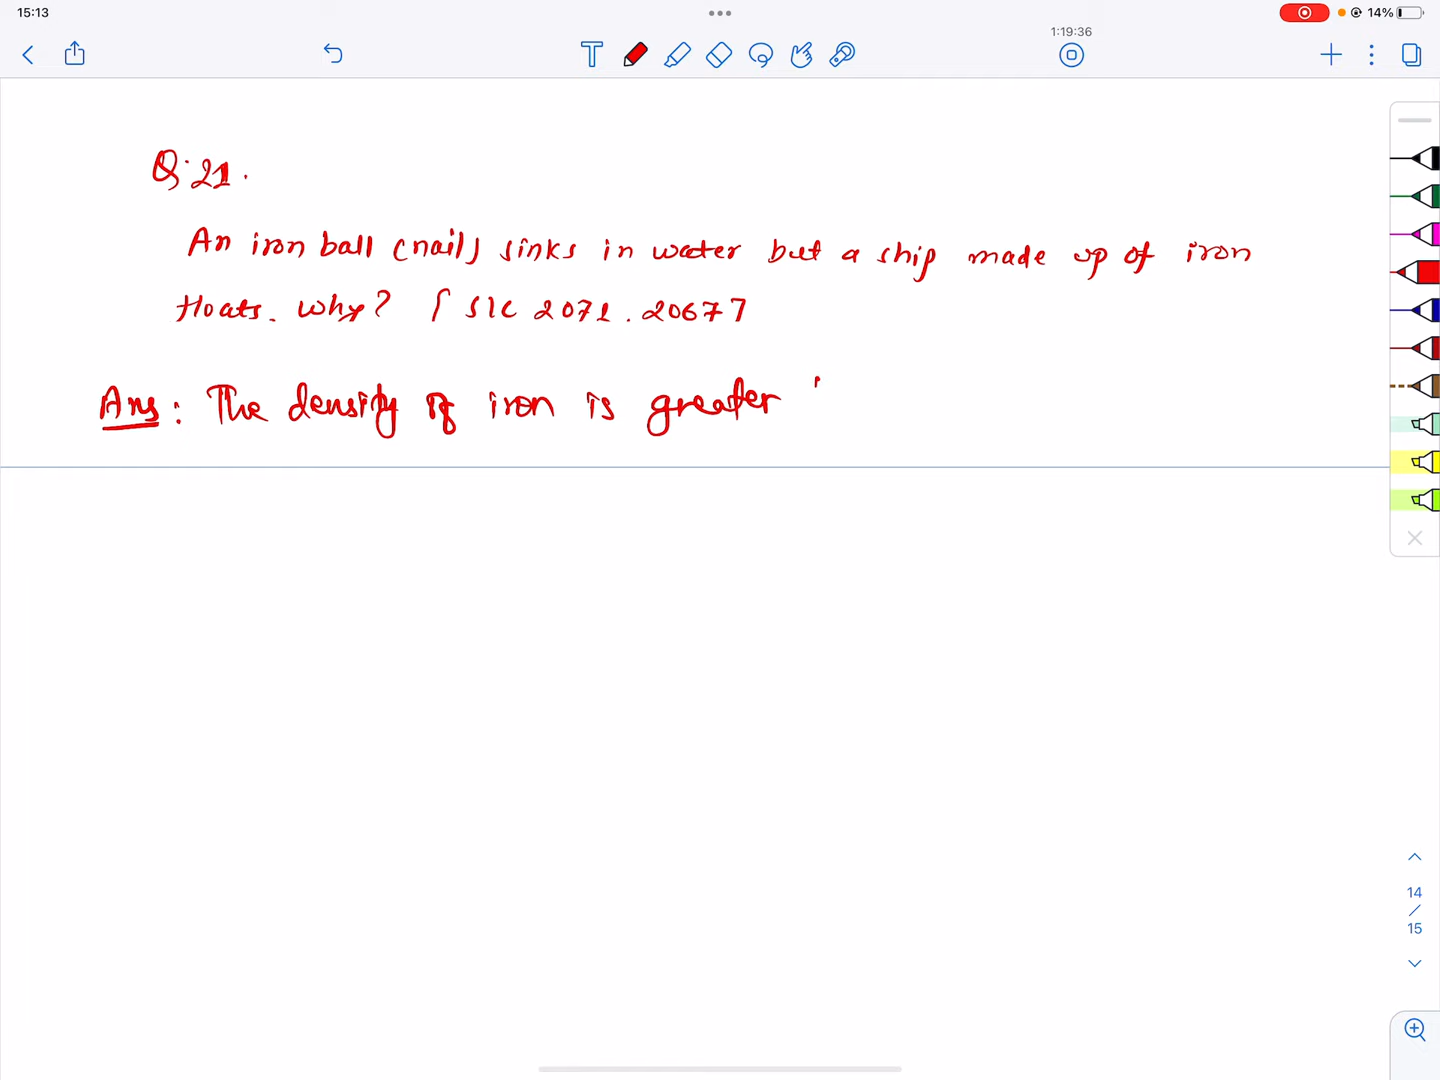 15:13
14%
1:19:36
Q.21.
An iron ball (nail) sinks in water but a ship made up of iron
floats. Why? [SLC 2071, 2067]
Ans: The density of iron is greater
14
15